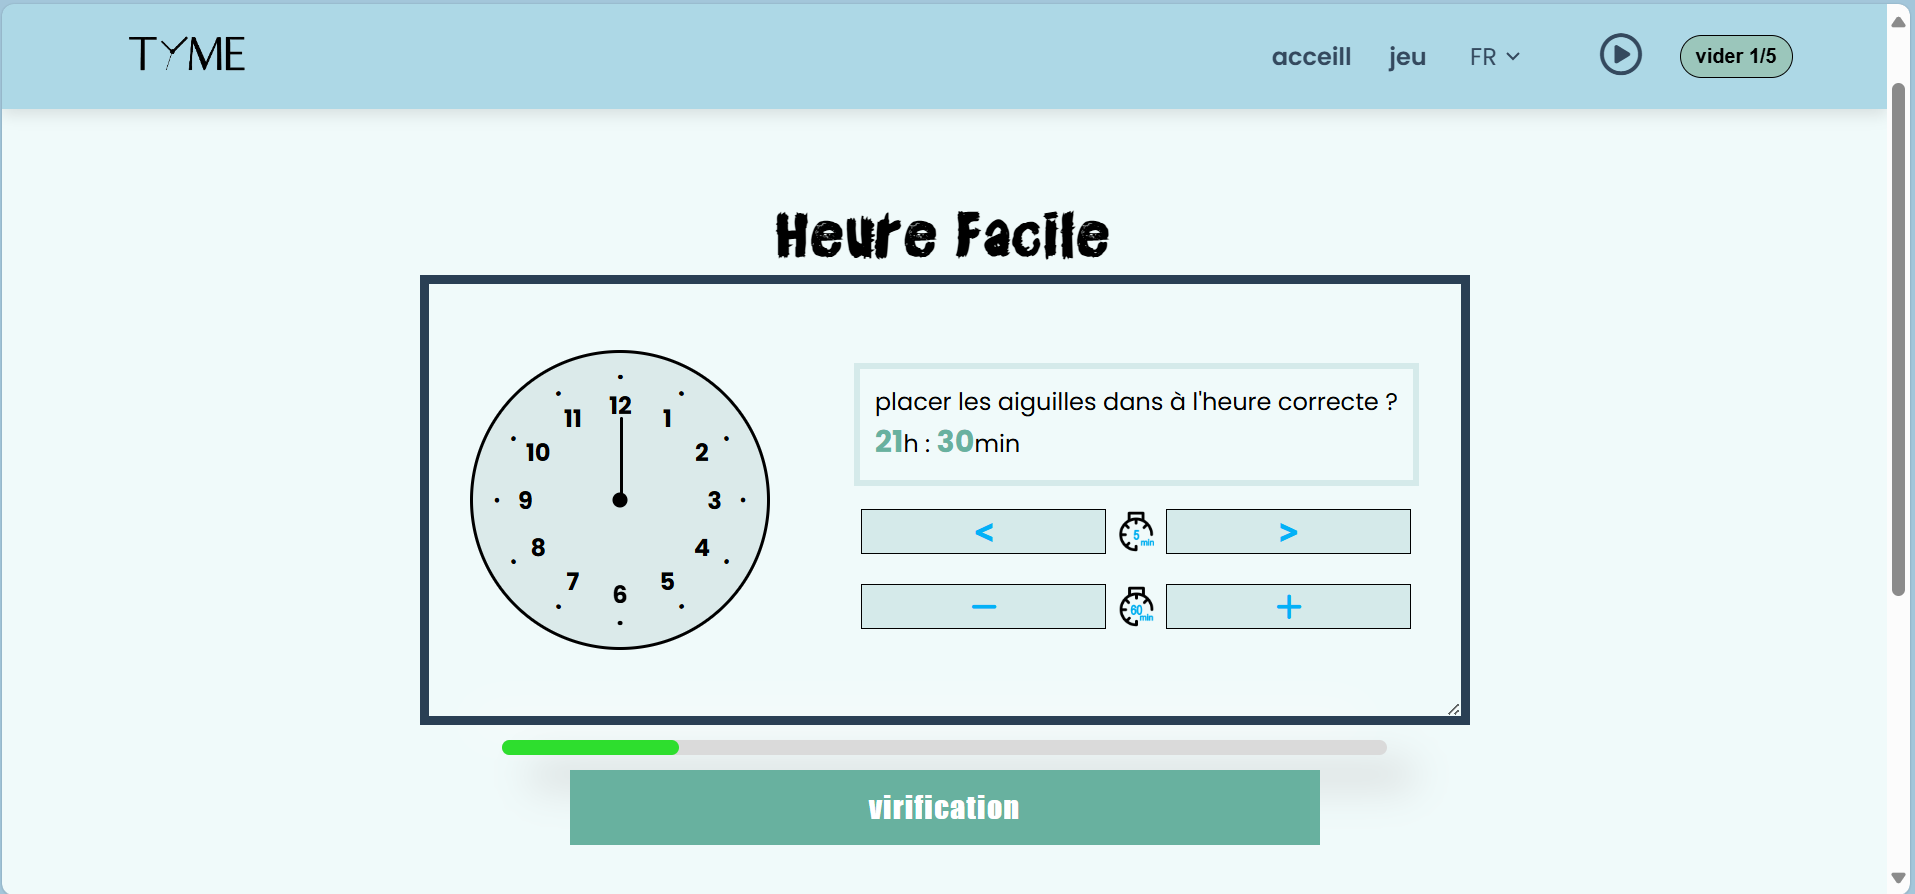 TYME
acceill jeu FR vider 1/5
Heure Facile
12
11 1
10 2
9 3
8 4
7 5
6
placer les aiguilles dans à l'heure correcte ?
21h : 30min
< 5 min >
− 60 min +
virification